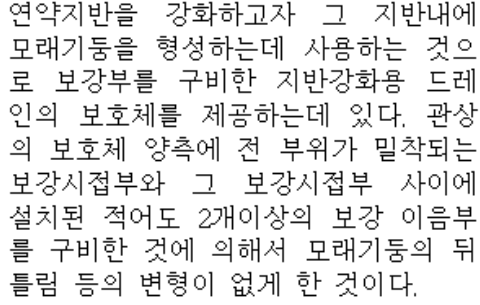 연약지반을 강화하고자 그 지반내에
모래기둥을 형성하는데 사용하는 것으
로 보강부를 구비한 지반강화용 드레
인의 보호체를 제공하는데 있다. 관상
의 보호체 양측에 전 부위가 밀착되는
보강시접부와 그 보강시접부 사이에
설치된 적어도 2개이상의 보강 이음부
를 구비한 것에 의해서 모래기둥의 뒤
틀림 등의 변형이 없게 한 것이다.